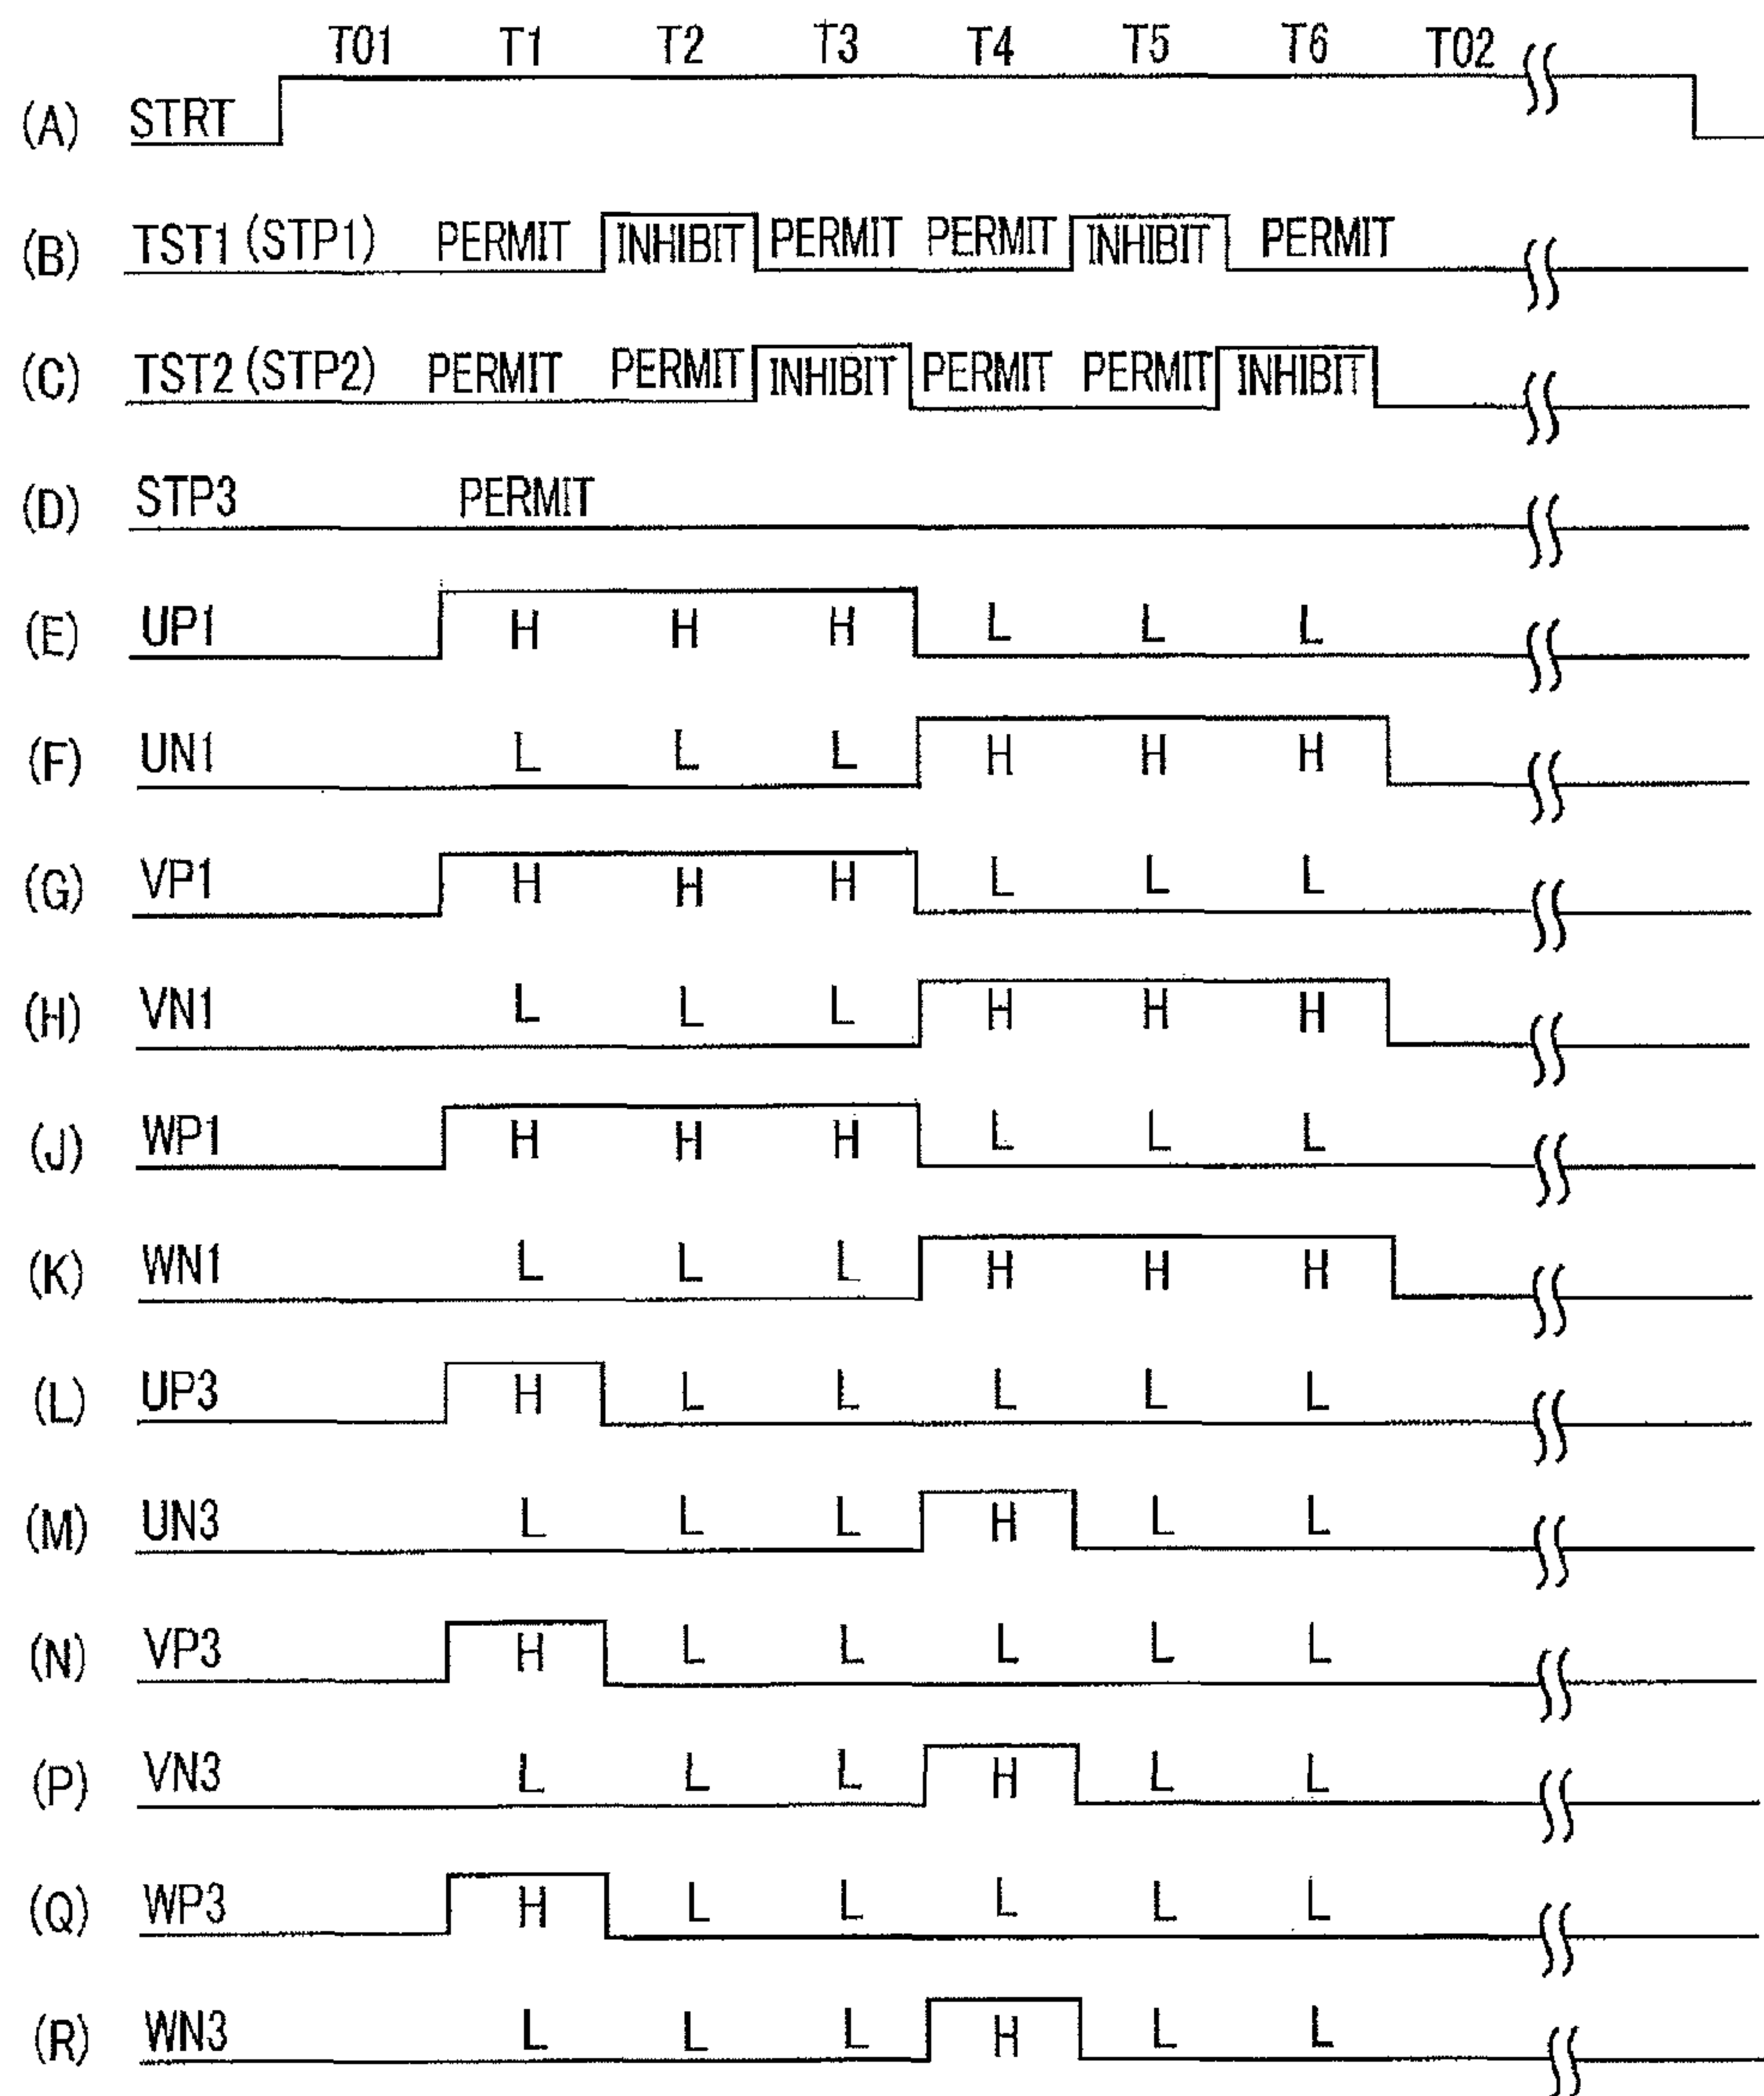 T01 T1 T2 T3 T4 T5 T6 T02
(A) STRT
(B) TST1 (STP1) PERMIT INHIBIT PERMIT PERMIT INHIBIT PERMIT
(C) TST2 (STP2) PERMIT PERMIT INHIBIT PERMIT PERMIT INHIBIT
(D) STP3 PERMIT
(E) UP1 H H H L L L
(F) UN1 L L L H H H
(G) VP1 H H H L L L
(H) VN1 L L L H H H
(J) WP1 H H H L L L
(K) WN1 L L L H H H
(L) UP3 H L L L L L
(M) UN3 L L L H L L
(N) VP3 H L L L L L
(P) VN3 L L L H L L
(Q) WP3 H L L L L L
(R) WN3 L L L H L L